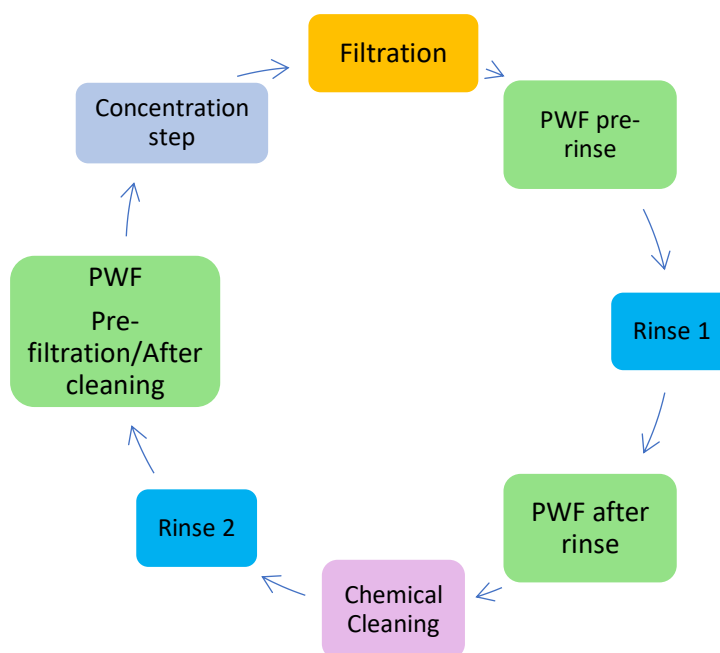 Filtration
PWF pre-
rinse
Rinse 1
PWF after
rinse
Chemical
Cleaning
Rinse 2
PWF
Pre-
filtration/After
cleaning
Concentration
step